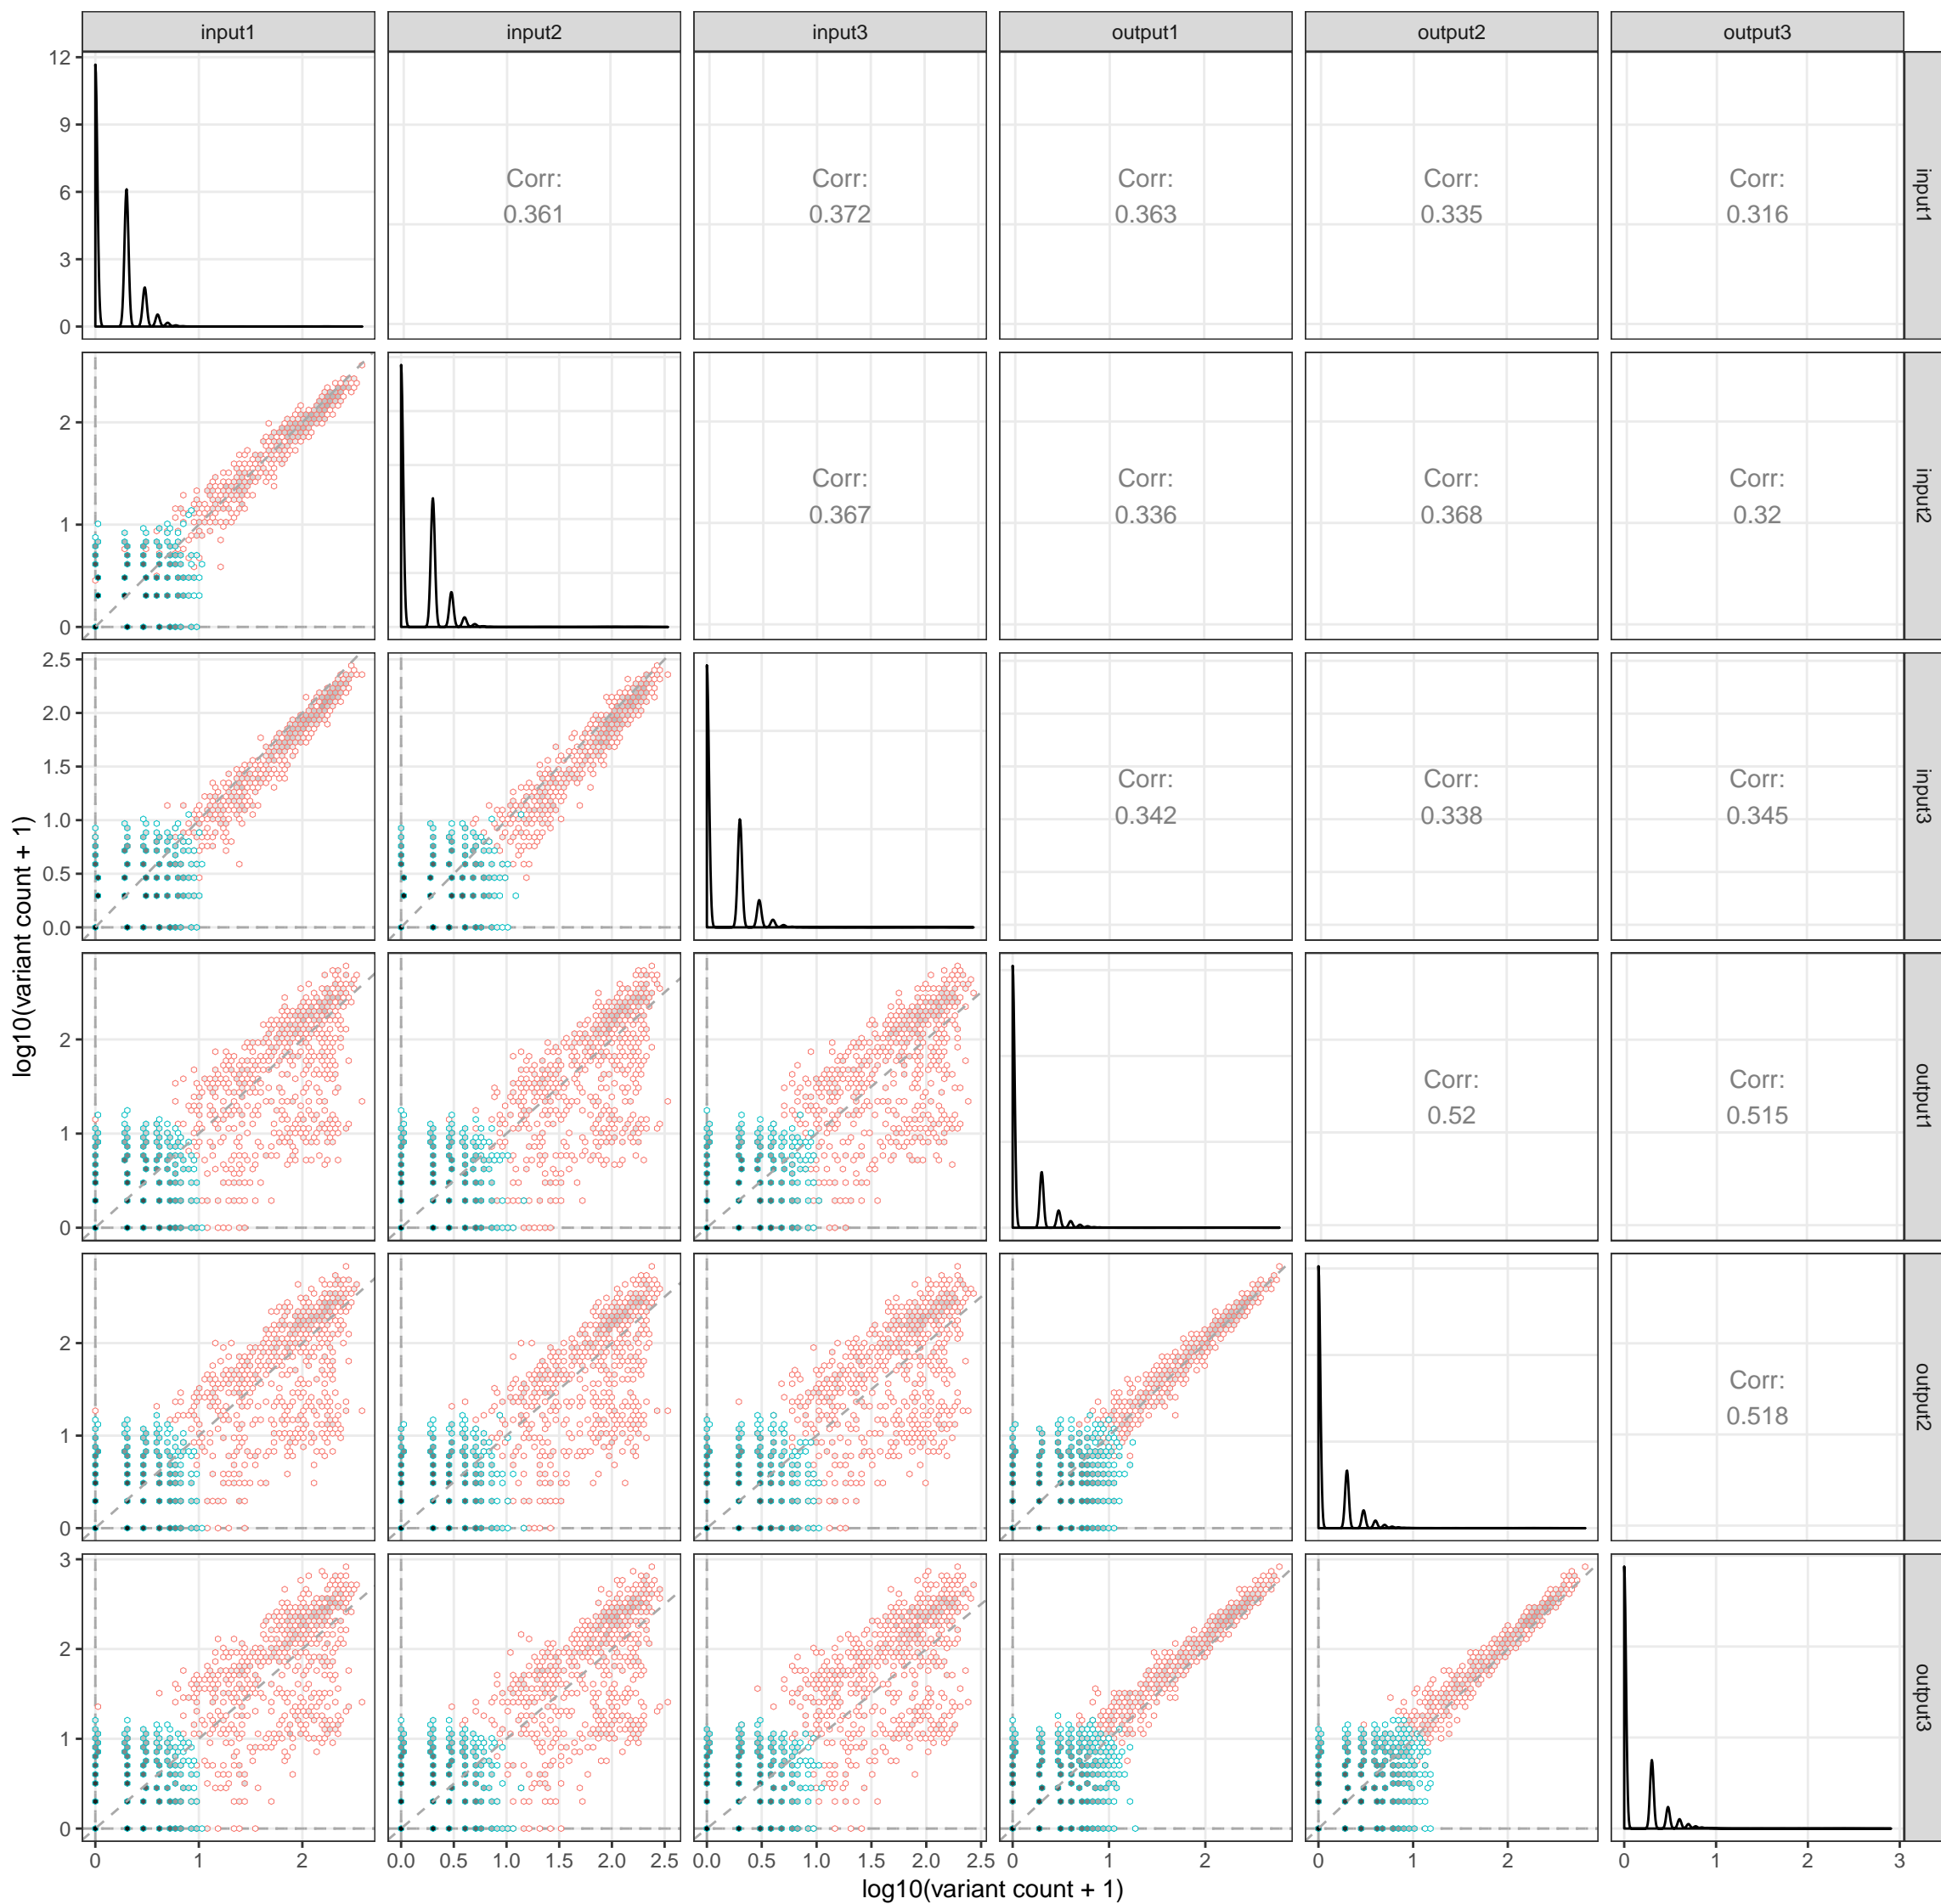 input1 input2 input3 output1 output2 output3
12
9
6
3
0
Corr:
0.361
Corr:
0.372
Corr:
0.363
Corr:
0.335
Corr:
0.316
input1
2
1
0
Corr:
0.367
Corr:
0.336
Corr:
0.368
Corr:
0.32
input2
2.5
2.0
1.5
1.0
0.5
0.0
Corr:
0.342
Corr:
0.338
Corr:
0.345
input3
log10(variant count + 1)
2
1
0
Corr:
0.52
Corr:
0.515
output1
2
1
0
Corr:
0.518
output2
3
2
1
0
output3
0 1 2 0.0 0.5 1.0 1.5 2.0 2.5 0.0 0.5 1.0 1.5 2.0 2.5 0 1 2 0 1 2 0 1 2 3
log10(variant count + 1)